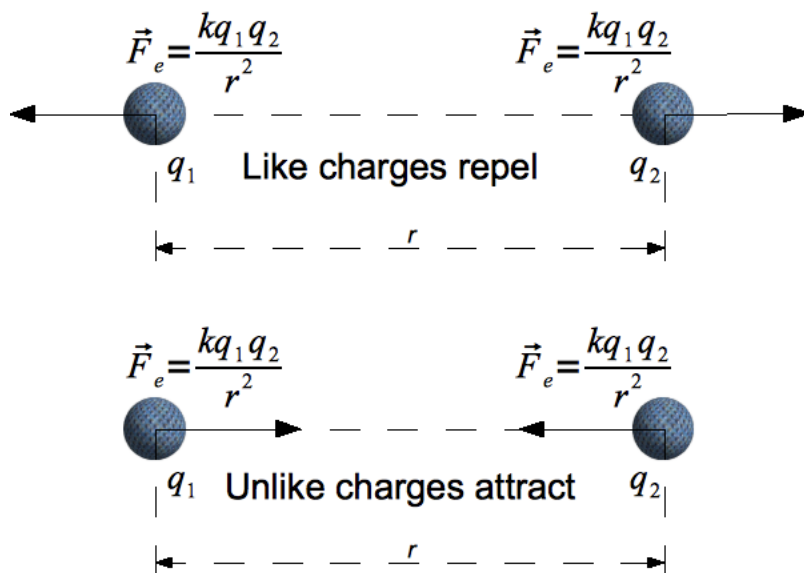 F⃗ₑ = kq₁q₂/r² F⃗ₑ = kq₁q₂/r²
q₁ Like charges repel q₂
r
F⃗ₑ = kq₁q₂/r² F⃗ₑ = kq₁q₂/r²
q₁ Unlike charges attract q₂
r